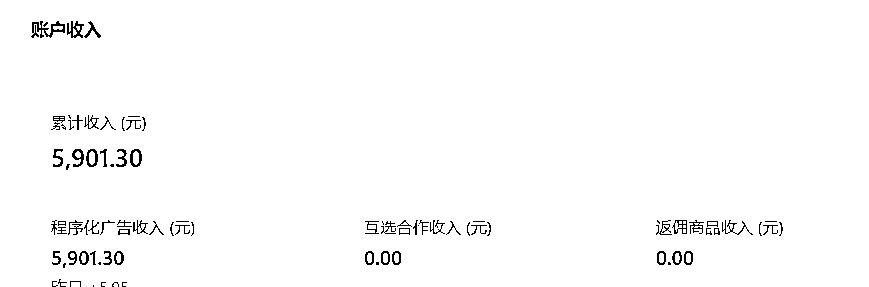 账户收入
累计收入 (元)
5,901.30
程序化广告收入 (元) 互选合作收入 (元) 返佣商品收入 (元)
5,901.30 0.00 0.00